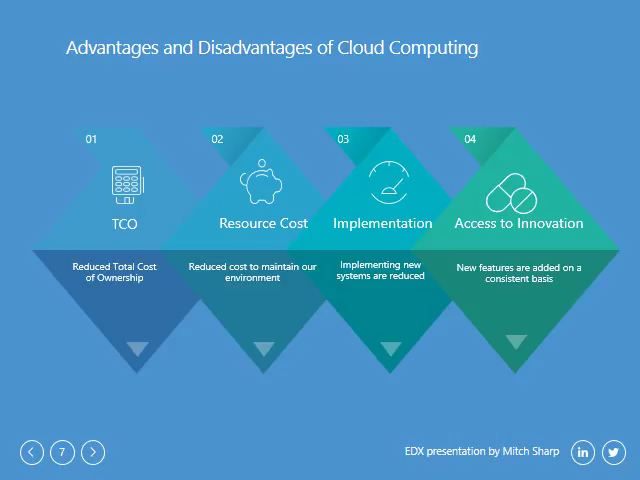 Advantages and Disadvantages of Cloud Computing
01
TCO
Reduced Total Cost
of Ownership
02
Resource Cost
Reduced cost to maintain our
environment
03
Implementation
Implementing new
systems are reduced
04
Access to Innovation
New features are added on a
consistent basis
7
EDX presentation by Mitch Sharp
in